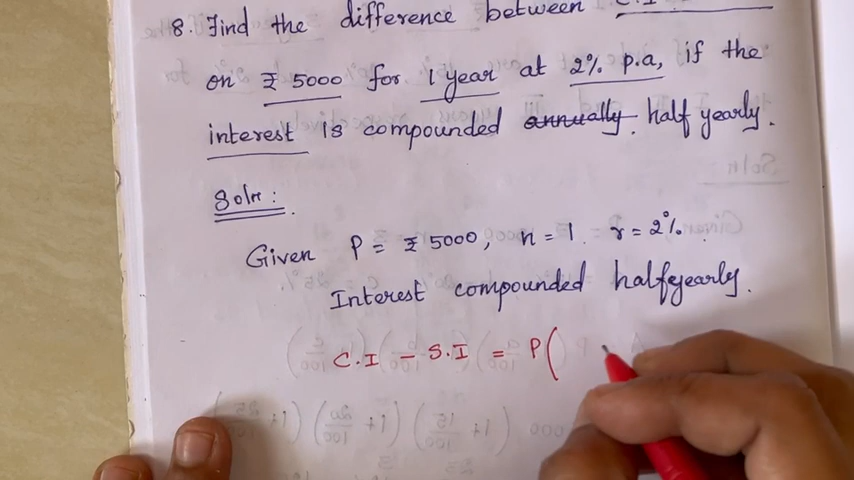 8. Find the difference between C.I
on ₹ 5000 for 1 year at 2% p.a, if the
interest is compounded annually. half yearly.
Soln:
Given P = ₹ 5000, n = 1 r = 2%.
Interest compounded halfyearly.
C.I - S.I = P(